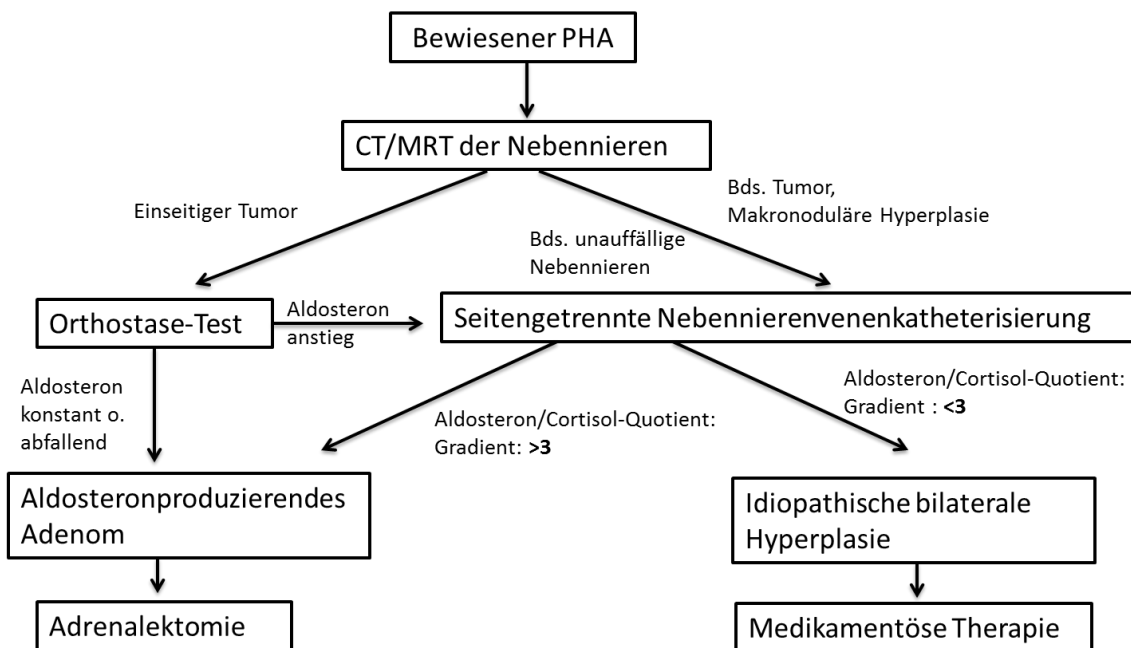 Bewiesener PHA
CT/MRT der Nebennieren
Einseitiger Tumor
Bds. Tumor,
Makronoduläre Hyperplasie
Bds. unauffällige
Nebennieren
Orthostase-Test
Aldosteron
anstieg
Seitengetrennte Nebennierenvenenkatheterisierung
Aldosteron
konstant o.
abfallend
Aldosteron/Cortisol-Quotient:
Gradient: >3
Aldosteron/Cortisol-Quotient:
Gradient : <3
Aldosteronproduzierendes
Adenom
Idiopathische bilaterale
Hyperplasie
Adrenalektomie
Medikamentöse Therapie